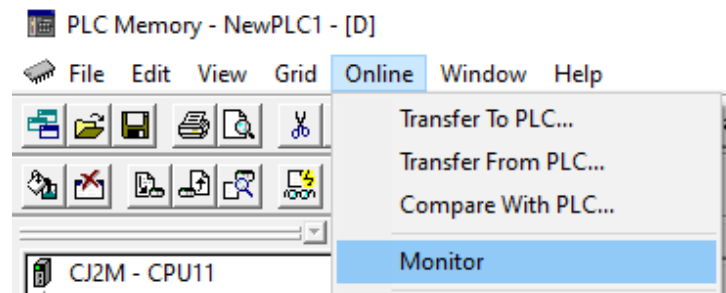 PLC Memory - NewPLC1 - [D]
File Edit View Grid Online Window Help
Transfer To PLC...
Transfer From PLC...
Compare With PLC...
Monitor
CJ2M - CPU11